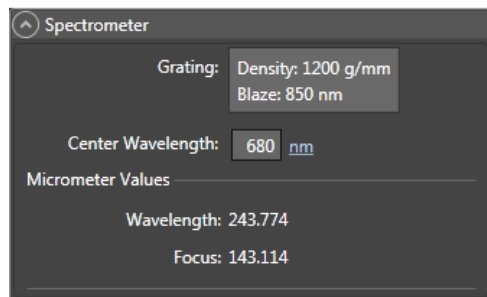 Spectrometer
Grating: Density: 1200 g/mm
Blaze: 850 nm
Center Wavelength: 680 nm
Micrometer Values
Wavelength: 243.774
Focus: 143.114